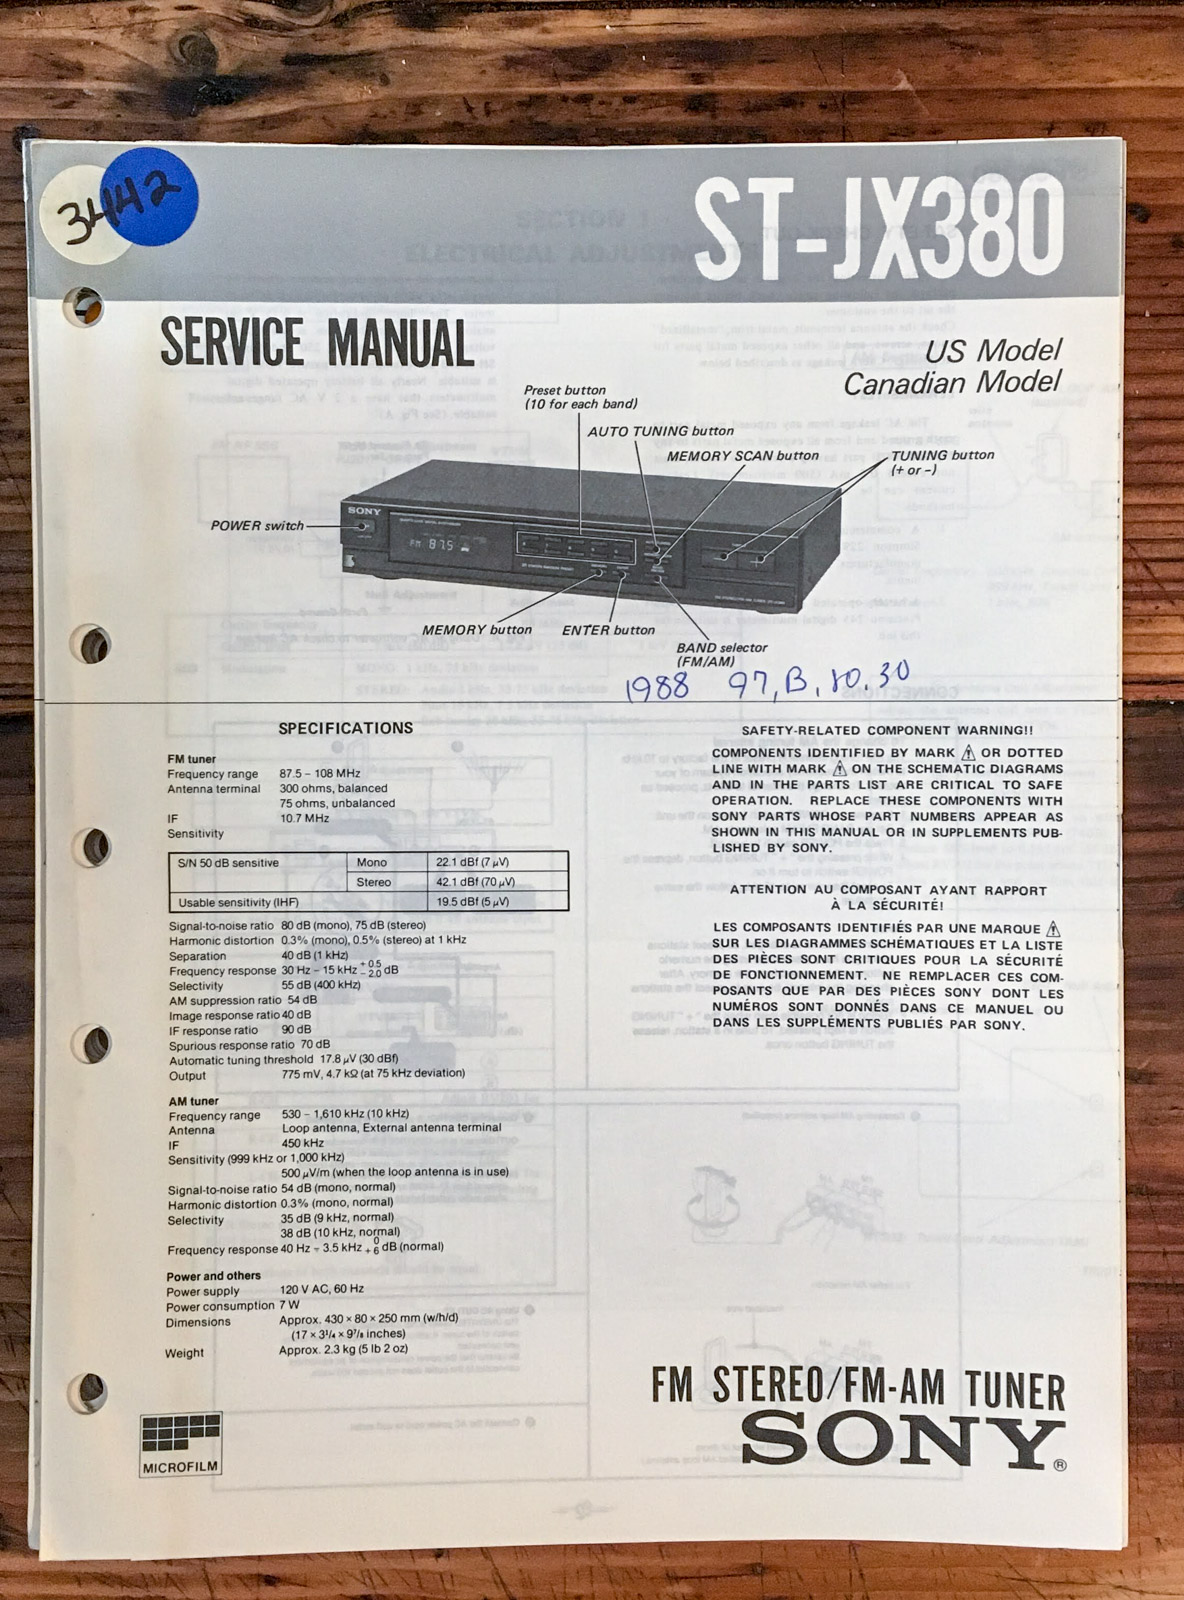 3442
ST-JX380
SERVICE MANUAL
US Model
Canadian Model
Preset button
(10 for each band)
AUTO TUNING button
MEMORY SCAN button
TUNING button
(+ or –)
POWER switch
SONY
FM 87.5
MEMORY button
ENTER button
BAND selector
(FM/AM)
1988 97, B, 10, 30
SPECIFICATIONS
FM tuner
Frequency range 87.5 – 108 MHz
Antenna terminal 300 ohms, balanced
75 ohms, unbalanced
IF 10.7 MHz
Sensitivity
S/N 50 dB sensitive Mono 22.1 dBf (7 µV)
Stereo 42.1 dBf (70 µV)
Usable sensitivity (IHF) 19.5 dBf (5 µV)
Signal-to-noise ratio 80 dB (mono), 75 dB (stereo)
Harmonic distortion 0.3% (mono), 0.5% (stereo) at 1 kHz
Separation 40 dB (1 kHz)
Frequency response 30 Hz – 15 kHz +0.5 –2.0 dB
Selectivity 55 dB (400 kHz)
AM suppression ratio 54 dB
Image response ratio 40 dB
IF response ratio 90 dB
Spurious response ratio 70 dB
Automatic tuning threshold 17.8 µV (30 dBf)
Output 775 mV, 4.7 kΩ (at 75 kHz deviation)
AM tuner
Frequency range 530 – 1,610 kHz (10 kHz)
Antenna Loop antenna, External antenna terminal
IF 450 kHz
Sensitivity (999 kHz or 1,000 kHz)
500 µV/m (when the loop antenna is in use)
Signal-to-noise ratio 54 dB (mono, normal)
Harmonic distortion 0.3% (mono, normal)
Selectivity 35 dB (9 kHz, normal)
38 dB (10 kHz, normal)
Frequency response 40 Hz – 3.5 kHz 0 +6 dB (normal)
Power and others
Power supply 120 V AC, 60 Hz
Power consumption 7 W
Dimensions Approx. 430 × 80 × 250 mm (w/h/d)
(17 × 3 1/4 × 9 7/8 inches)
Weight Approx. 2.3 kg (5 lb 2 oz)
SAFETY-RELATED COMPONENT WARNING!!
COMPONENTS IDENTIFIED BY MARK ⚠ OR DOTTED
LINE WITH MARK ⚠ ON THE SCHEMATIC DIAGRAMS
AND IN THE PARTS LIST ARE CRITICAL TO SAFE
OPERATION. REPLACE THESE COMPONENTS WITH
SONY PARTS WHOSE PART NUMBERS APPEAR AS
SHOWN IN THIS MANUAL OR IN SUPPLEMENTS PUB-
LISHED BY SONY.
ATTENTION AU COMPOSANT AYANT RAPPORT
À LA SÉCURITÉ!
LES COMPOSANTS IDENTIFIÉS PAR UNE MARQUE ⚠
SUR LES DIAGRAMMES SCHÉMATIQUES ET LA LISTE
DES PIÈCES SONT CRITIQUES POUR LA SÉCURITÉ
DE FONCTIONNEMENT. NE REMPLACER CES COM-
POSANTS QUE PAR DES PIÈCES SONY DONT LES
NUMÉROS SONT DONNÉS DANS CE MANUEL OU
DANS LES SUPPLÉMENTS PUBLIÉS PAR SONY.
MICROFILM
FM STEREO/FM-AM TUNER
SONY®